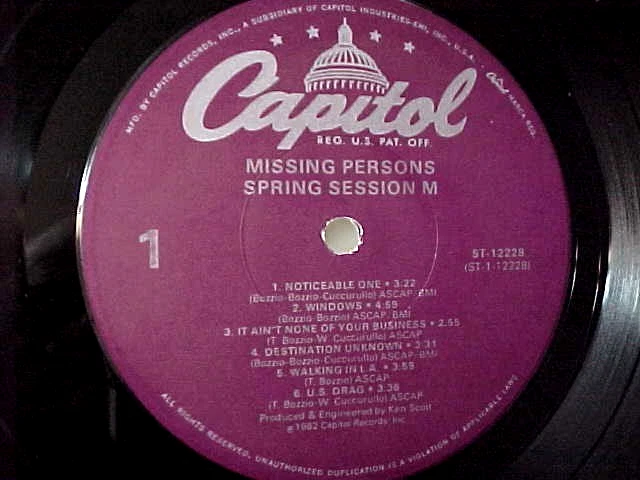 MFD. BY CAPITOL RECORDS, INC., A SUBSIDIARY OF CAPITOL INDUSTRIES-EMI, INC., U.S.A. • Capitol MARCA REG.
Capitol
REG. U.S. PAT. OFF.
MISSING PERSONS
SPRING SESSION M
1
ST-12228
(ST-1-12228)
1. NOTICEABLE ONE • 3:22
(Bozzio-Bozzio-Cuccurullo) ASCAP-BMI
2. WINDOWS • 4:59
(Bozzio-Bozzio) ASCAP-BMI
3. IT AIN'T NONE OF YOUR BUSINESS • 2:55
(T. Bozzio-W. Cuccurullo) ASCAP
4. DESTINATION UNKNOWN • 3:31
(Bozzio-Bozzio-Cuccurullo) ASCAP-BMI
5. WALKING IN L.A. • 3:59
(T. Bozzio) ASCAP
6. U.S. DRAG • 3:36
(T. Bozzio-W. Cuccurullo) ASCAP
Produced & Engineered by Ken Scott
℗1982 Capitol Records, Inc.
ALL RIGHTS RESERVED. UNAUTHORIZED DUPLICATION IS A VIOLATION OF APPLICABLE LAWS